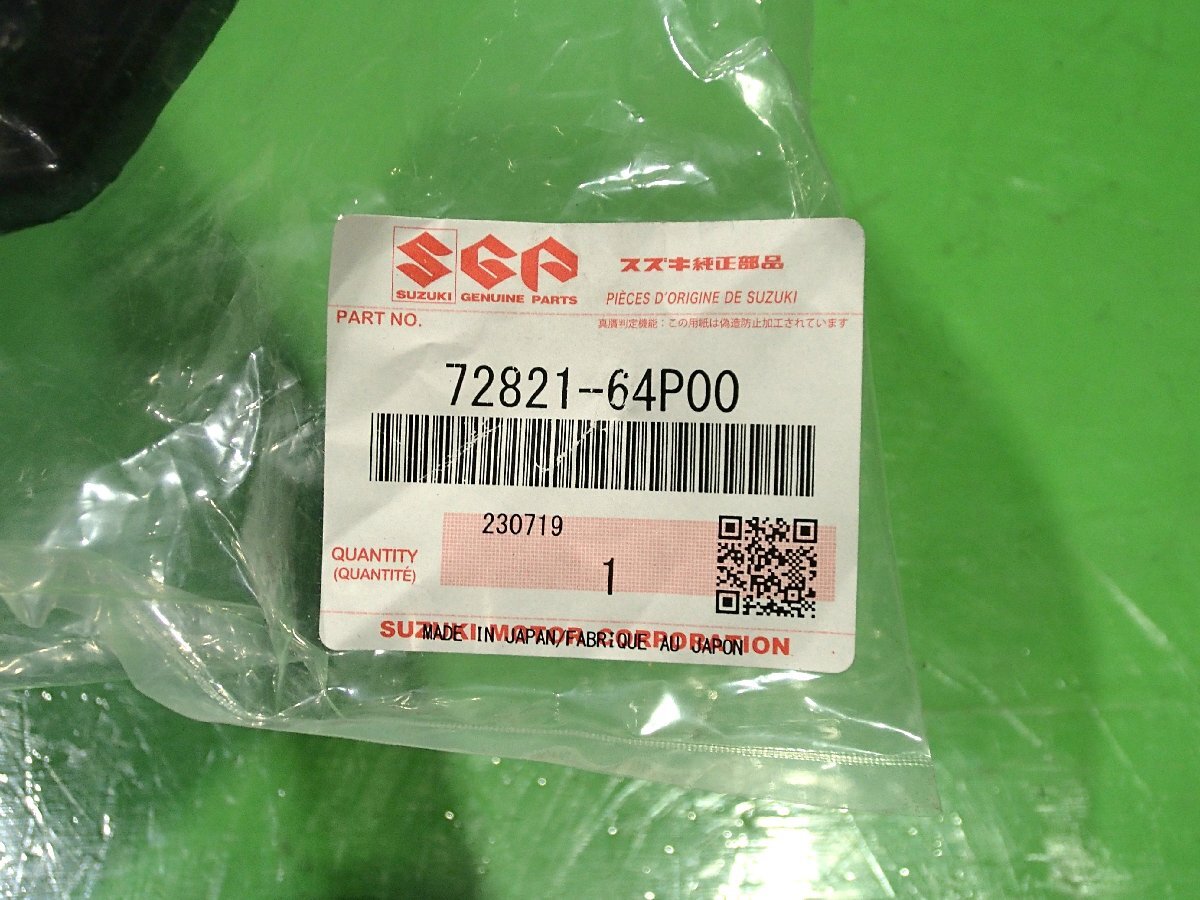 SGP スズキ純正部品
SUZUKI GENUINE PARTS PIÈCES D'ORIGINE DE SUZUKI
PART NO. 真贋判定機能：この用紙は偽造防止加工されています
72821-64P00
230719
QUANTITY
(QUANTITÉ) 1
SUZUKI MOTOR CORPORATION
MADE IN JAPAN/FABRIQUE AU JAPON